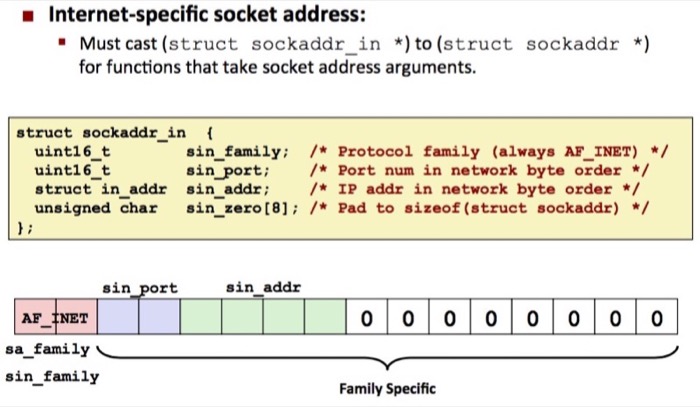 Internet-specific socket address:
Must cast (struct sockaddr_in *) to (struct sockaddr *)
for functions that take socket address arguments.
struct sockaddr_in {
uint16_t sin_family; /* Protocol family (always AF_INET) */
uint16_t sin_port; /* Port num in network byte order */
struct in_addr sin_addr; /* IP addr in network byte order */
unsigned char sin_zero[8]; /* Pad to sizeof(struct sockaddr) */
};
sin_port sin_addr
AF_INET 0 0 0 0 0 0 0 0
sa_family
sin_family
Family Specific